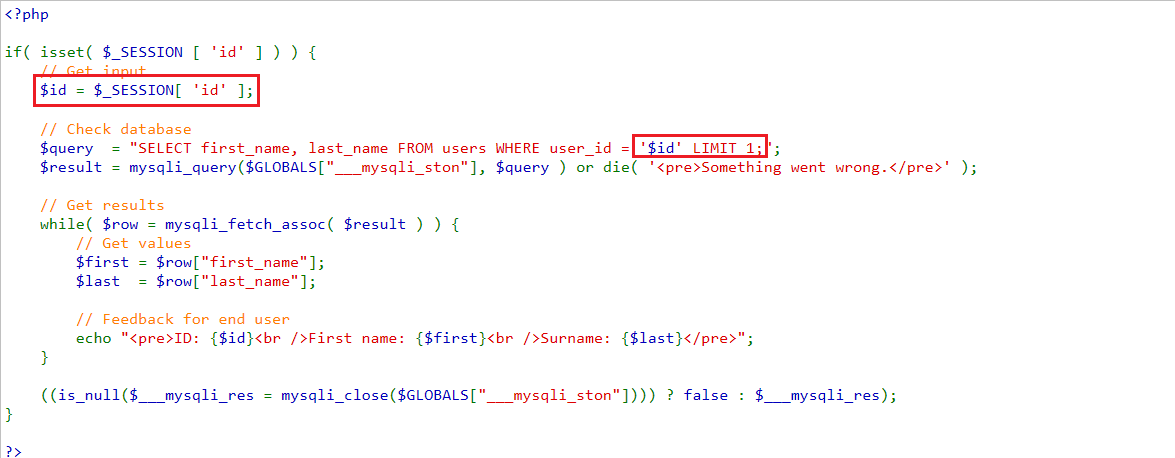 <?php
if( isset( $_SESSION [ 'id' ] ) ) {
// Get input
$id = $_SESSION[ 'id' ];
// Check database
$query  = "SELECT first_name, last_name FROM users WHERE user_id = '$id' LIMIT 1;";
$result = mysqli_query($GLOBALS["___mysqli_ston"], $query ) or die( '<pre>Something went wrong.</pre>' );
// Get results
while( $row = mysqli_fetch_assoc( $result ) ) {
// Get values
$first = $row["first_name"];
$last  = $row["last_name"];
// Feedback for end user
echo "<pre>ID: {$id}<br />First name: {$first}<br />Surname: {$last}</pre>";
}
((is_null($___mysqli_res = mysqli_close($GLOBALS["___mysqli_ston"]))) ? false : $___mysqli_res);
}
?>